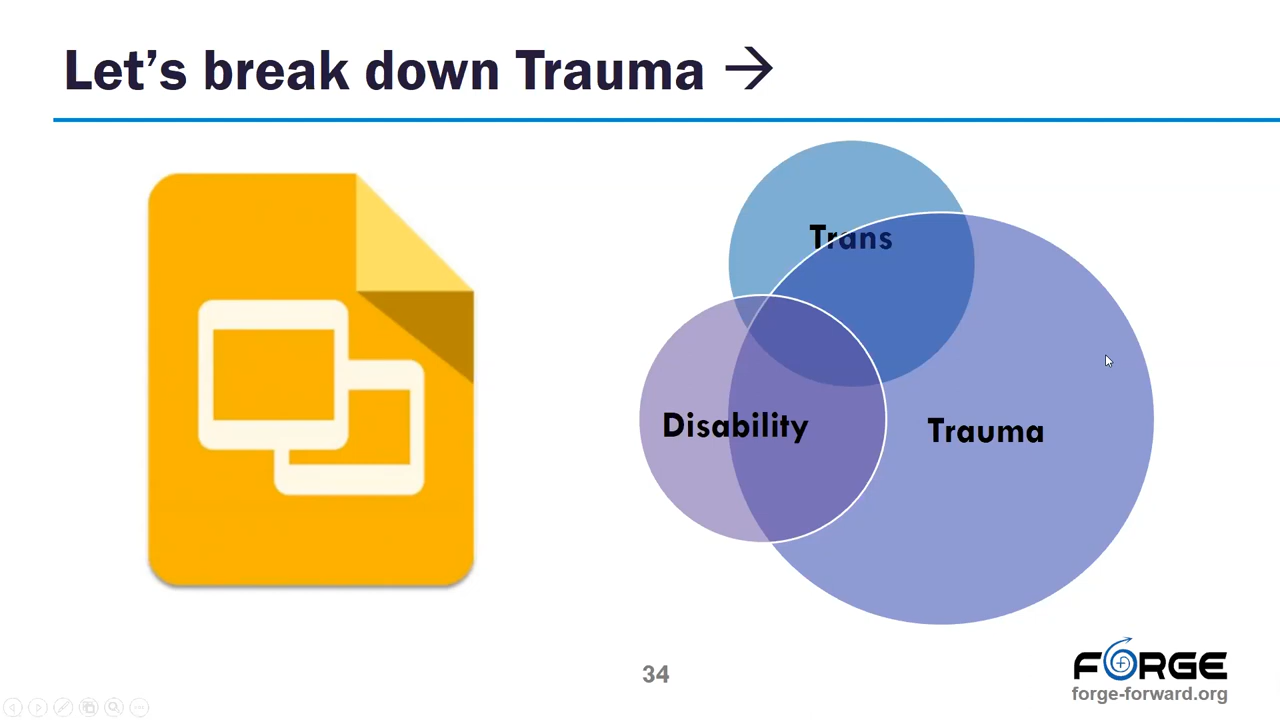 Let's break down Trauma →
Trans
Disability
Trauma
34
FORGE
forge-forward.org